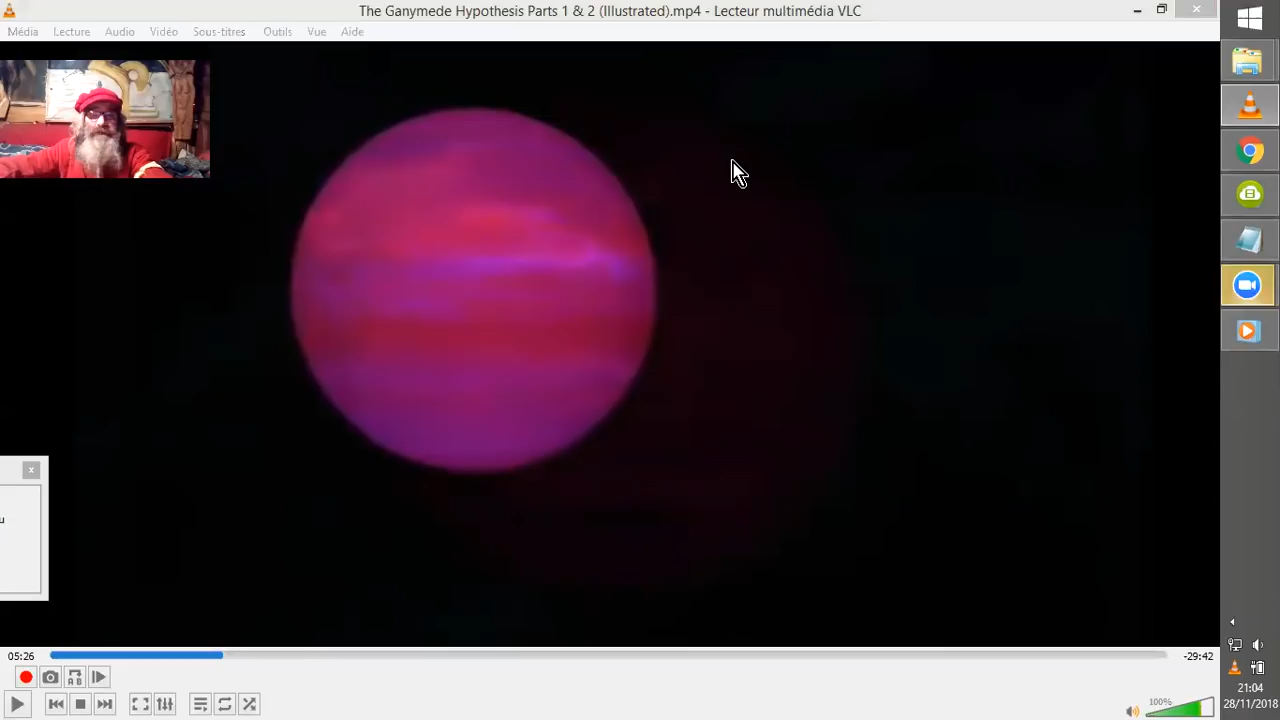 The Ganymede Hypothesis Parts 1 & 2 (Illustrated).mp4 - Lecteur multimédia VLC
Média Lecture Audio Vidéo Sous-titres Outils Vue Aide
x
u
05:26 -29:42
A B
100%
21:04
28/11/2018